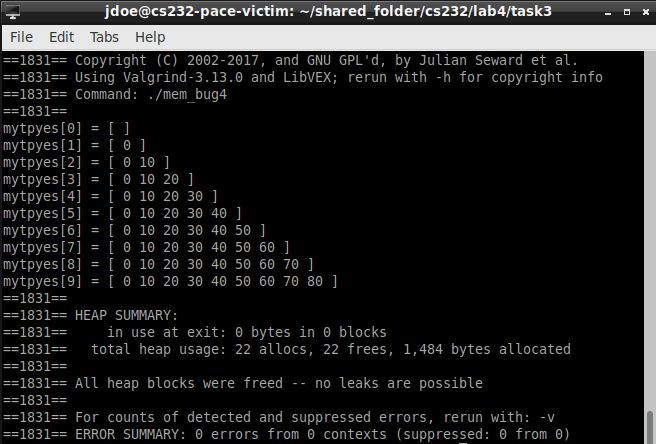 jdoe@cs232-pace-victim: ~/shared_folder/cs232/lab4/task3
File Edit Tabs Help
==1831== Copyright (C) 2002-2017, and GNU GPL'd, by Julian Seward et al.
==1831== Using Valgrind-3.13.0 and LibVEX; rerun with -h for copyright info
==1831== Command: ./mem_bug4
==1831==
mytpyes[0] = [ ]
mytpyes[1] = [ 0 ]
mytpyes[2] = [ 0 10 ]
mytpyes[3] = [ 0 10 20 ]
mytpyes[4] = [ 0 10 20 30 ]
mytpyes[5] = [ 0 10 20 30 40 ]
mytpyes[6] = [ 0 10 20 30 40 50 ]
mytpyes[7] = [ 0 10 20 30 40 50 60 ]
mytpyes[8] = [ 0 10 20 30 40 50 60 70 ]
mytpyes[9] = [ 0 10 20 30 40 50 60 70 80 ]
==1831==
==1831== HEAP SUMMARY:
==1831==     in use at exit: 0 bytes in 0 blocks
==1831==   total heap usage: 22 allocs, 22 frees, 1,484 bytes allocated
==1831==
==1831== All heap blocks were freed -- no leaks are possible
==1831==
==1831== For counts of detected and suppressed errors, rerun with: -v
==1831== ERROR SUMMARY: 0 errors from 0 contexts (suppressed: 0 from 0)